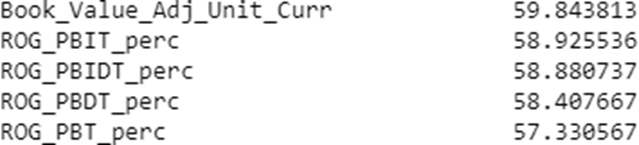 Book_Value_Adj_Unit_Curr 59.843813
ROG_PBIT_perc 58.925536
ROG_PBIDT_perc 58.880737
ROG_PBDT_perc 58.407667
ROG_PBT_perc 57.330567